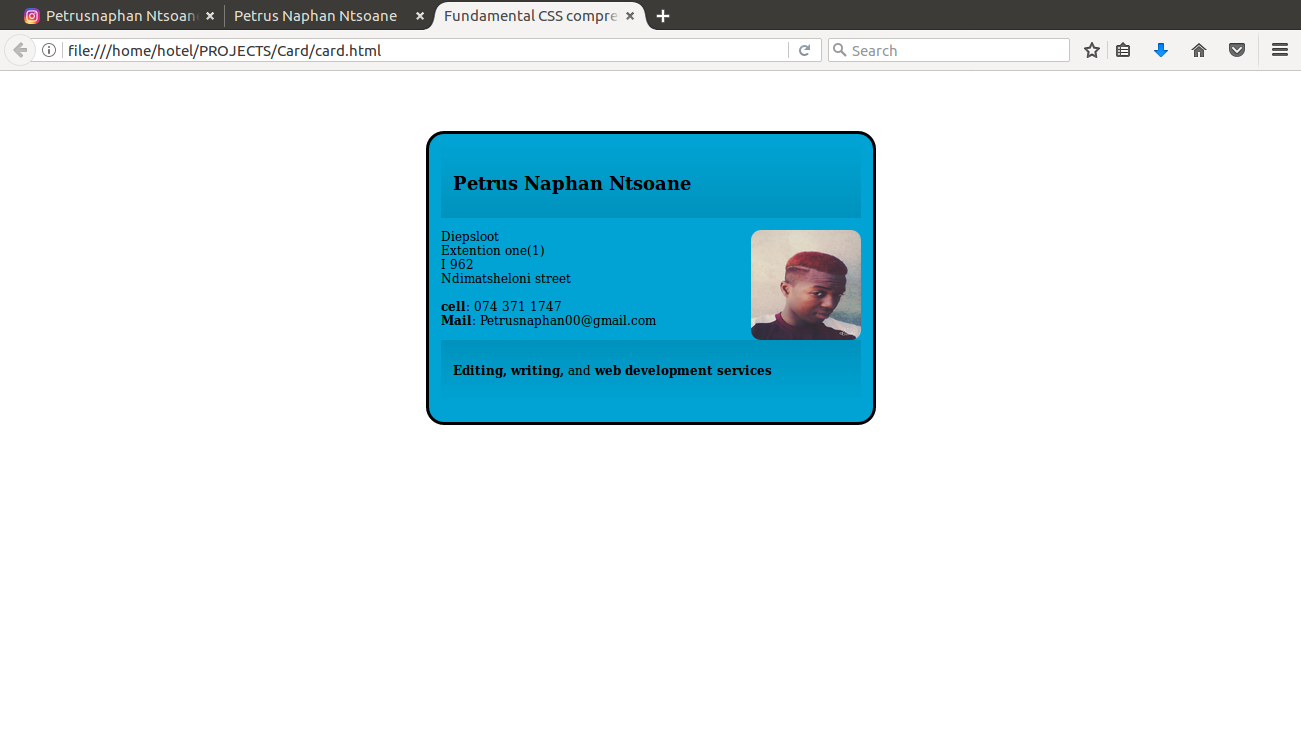 Petrusnaphan Ntsoan
Petrus Naphan Ntsoane
Fundamental CSS compre
file:///home/hotel/PROJECTS/Card/card.html
Search
Petrus Naphan Ntsoane
Diepsloot
Extention one(1)
I 962
Ndimatsheloni street
cell: 074 371 1747
Mail: Petrusnaphan00@gmail.com
Editing, writing, and web development services